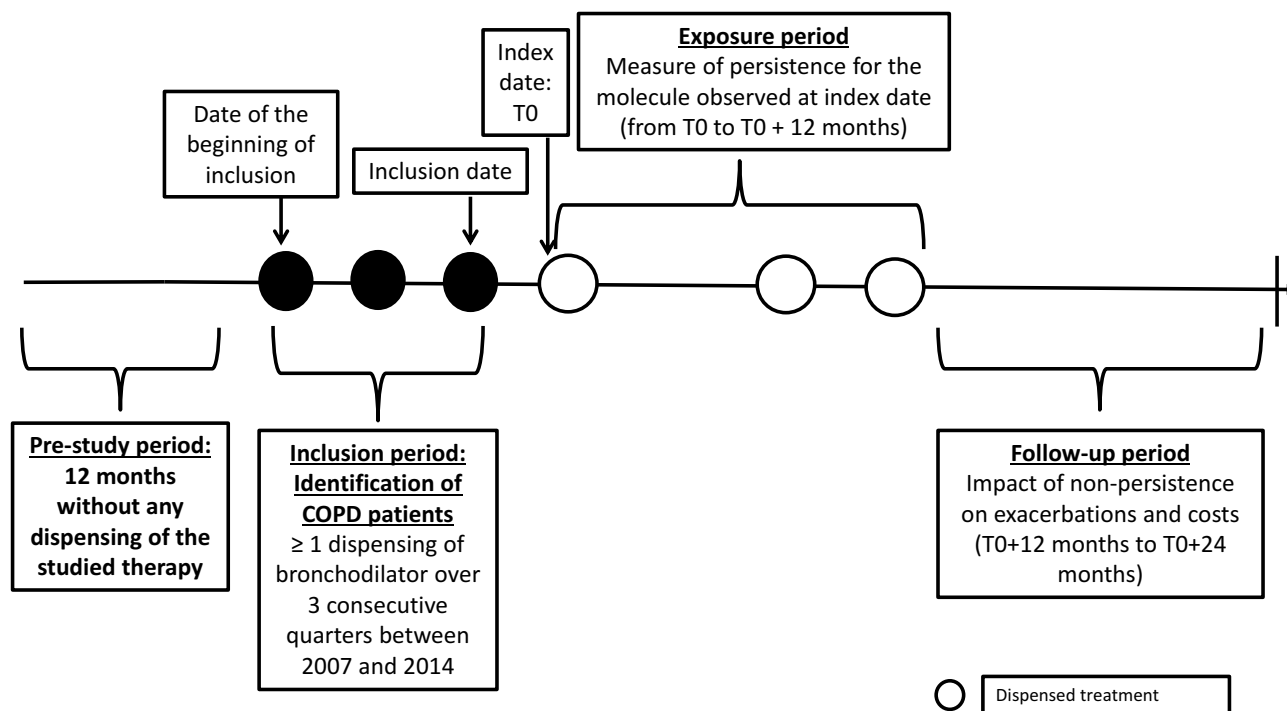 Index
date:
T0
Exposure period
Measure of persistence for the
molecule observed at index date
(from T0 to T0 + 12 months)
Date of the
beginning of
inclusion
Inclusion date
Pre-study period:
12 months
without any
dispensing of the
studied therapy
Inclusion period:
Identification of
COPD patients
≥ 1 dispensing of
bronchodilator over
3 consecutive
quarters between
2007 and 2014
Follow-up period
Impact of non-persistence
on exacerbations and costs
(T0+12 months to T0+24
months)
Dispensed treatment